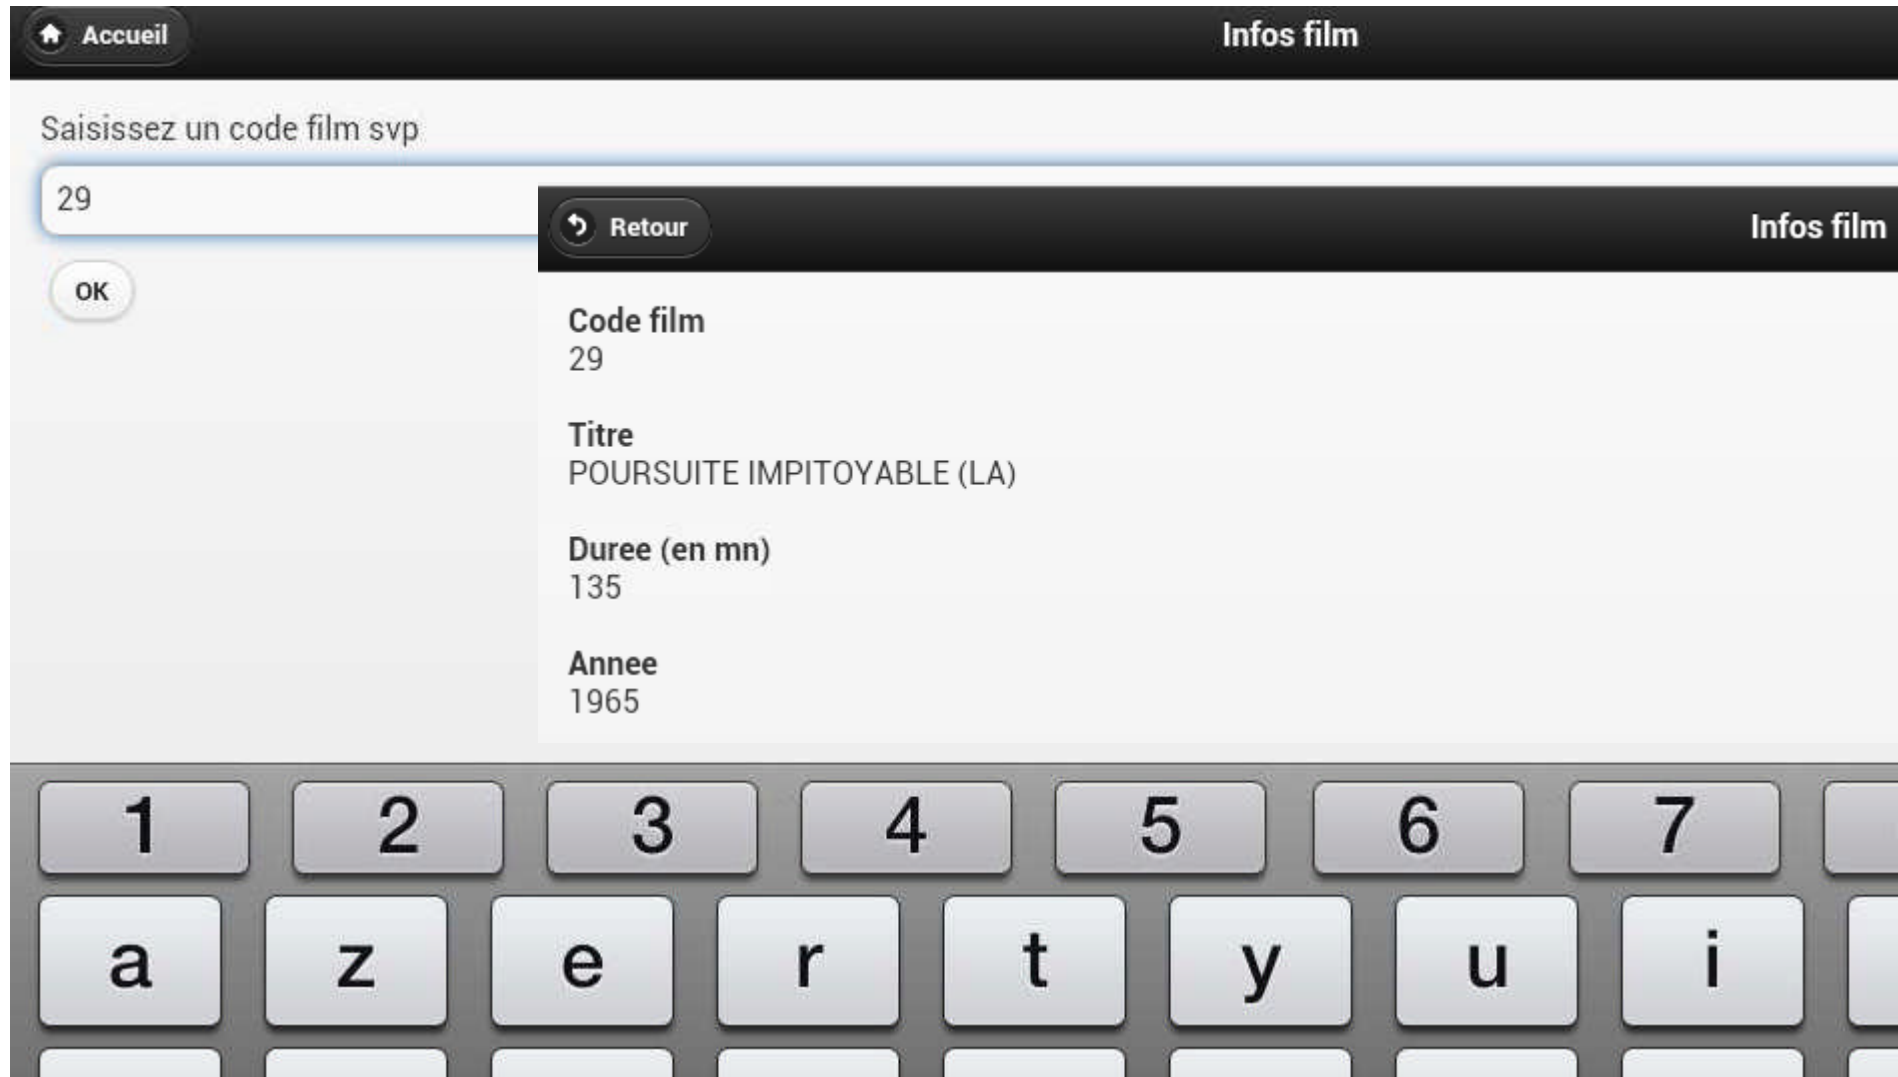 Accueil
Infos film
Saisissez un code film svp
29
OK
Retour
Infos film
Code film
29
Titre
POURSUITE IMPITOYABLE (LA)
Duree (en mn)
135
Annee
1965
1 2 3 4 5 6 7
a z e r t y u i